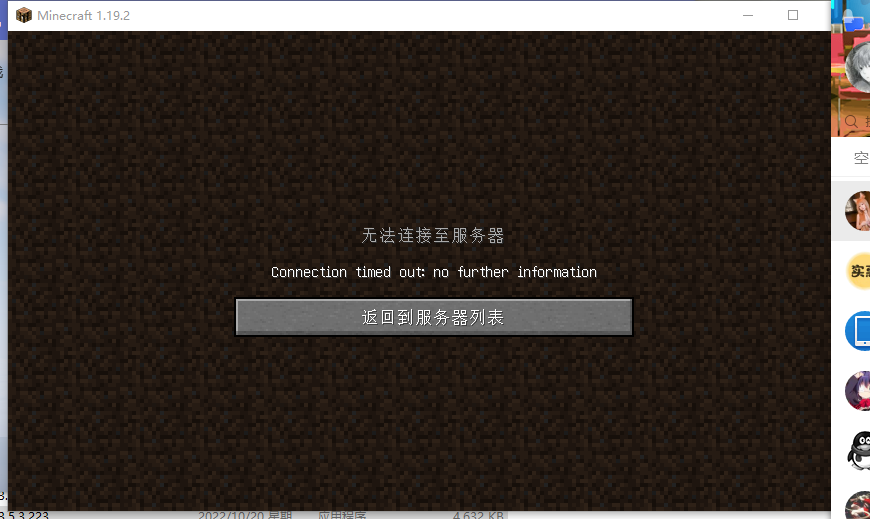 Minecraft 1.19.2
空
无法连接至服务器
Connection timed out: no further information
返回到服务器列表
3.5.3.223
2022/10/20 星期
应用程序
4,632 KB